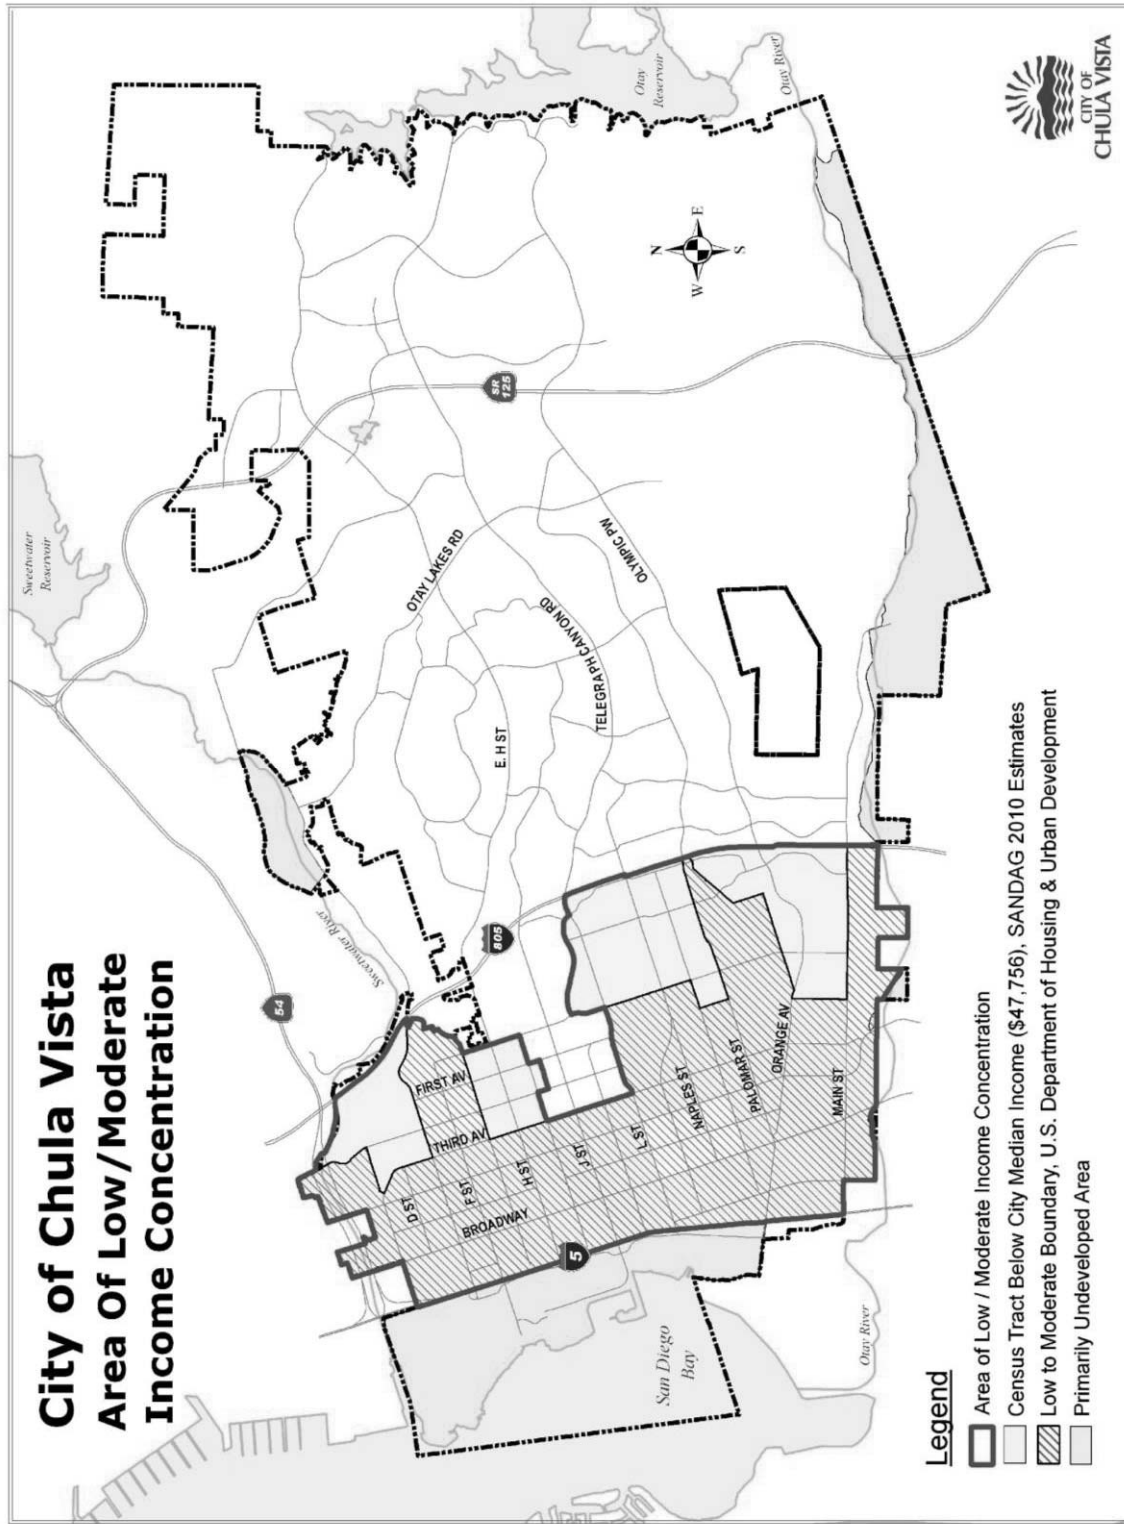 City of Chula Vista
Area Of Low/Moderate
Income Concentration
Sweetwater
Reservoir
54
Sweetwater River
805
SR
125
Otay
Reservoir
Otay River
OTAY LAKES RD
E. H ST
TELEGRAPH CANYON RD
OLYMPIC PW
N
W
E
S
FIRST AV
THIRD AV
D ST
F ST
H ST
J ST
L ST
BROADWAY
NAPLES ST
PALOMAR ST
ORANGE AV
MAIN ST
5
San Diego
Bay
Otay River
Legend
Area of Low / Moderate Income Concentration
Census Tract Below City Median Income ($47,756), SANDAG 2010 Estimates
Low to Moderate Boundary, U.S. Department of Housing & Urban Development
Primarily Undeveloped Area
CITY OF
CHULA VISTA